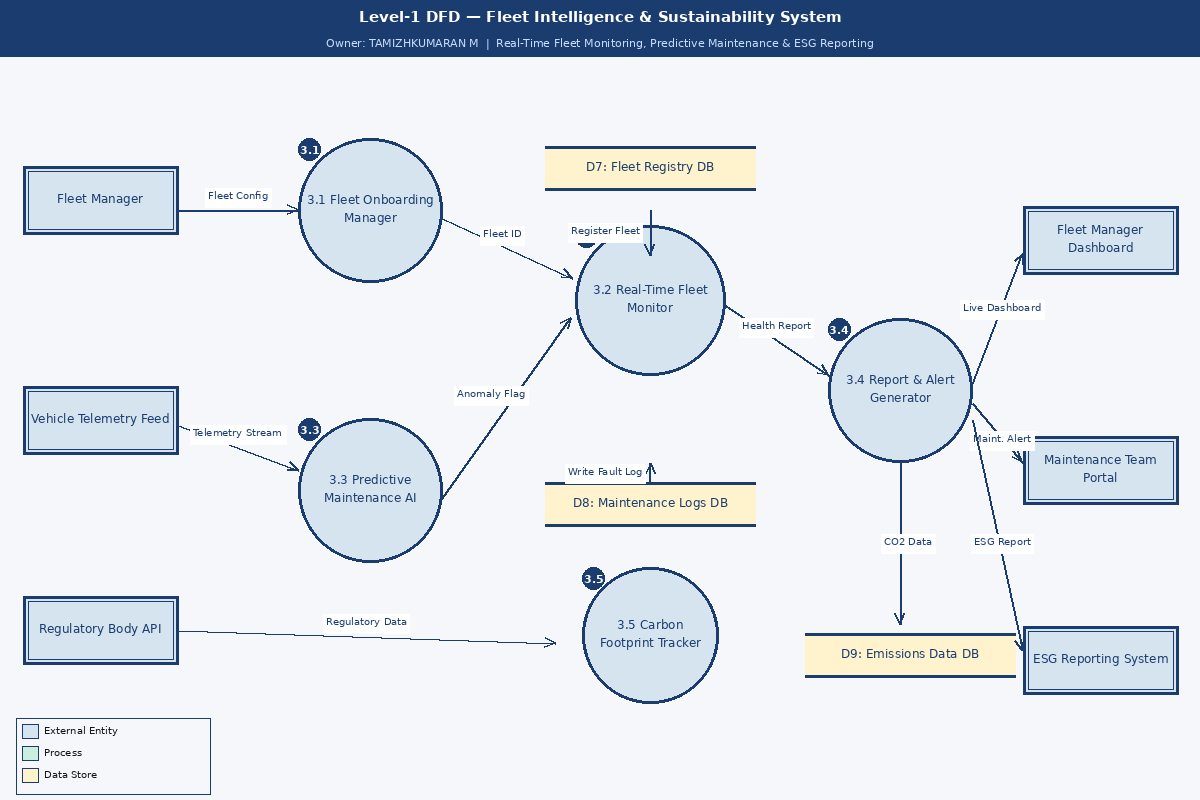 Level-1 DFD — Fleet Intelligence & Sustainability System
Owner: TAMIZHKUMARAN M | Real-Time Fleet Monitoring, Predictive Maintenance & ESG Reporting
Fleet Manager
Fleet Config
3.1
3.1 Fleet Onboarding
Manager
Fleet ID
D7: Fleet Registry DB
Register Fleet
3.2 Real-Time Fleet
Monitor
Health Report
Fleet Manager
Dashboard
Live Dashboard
3.4
3.4 Report & Alert
Generator
Vehicle Telemetry Feed
Telemetry Stream
3.3
3.3 Predictive
Maintenance AI
Anomaly Flag
Write Fault Log
D8: Maintenance Logs DB
Maint. Alert
Maintenance Team
Portal
CO2 Data
ESG Report
Regulatory Body API
Regulatory Data
3.5
3.5 Carbon
Footprint Tracker
D9: Emissions Data DB
ESG Reporting System
External Entity
Process
Data Store